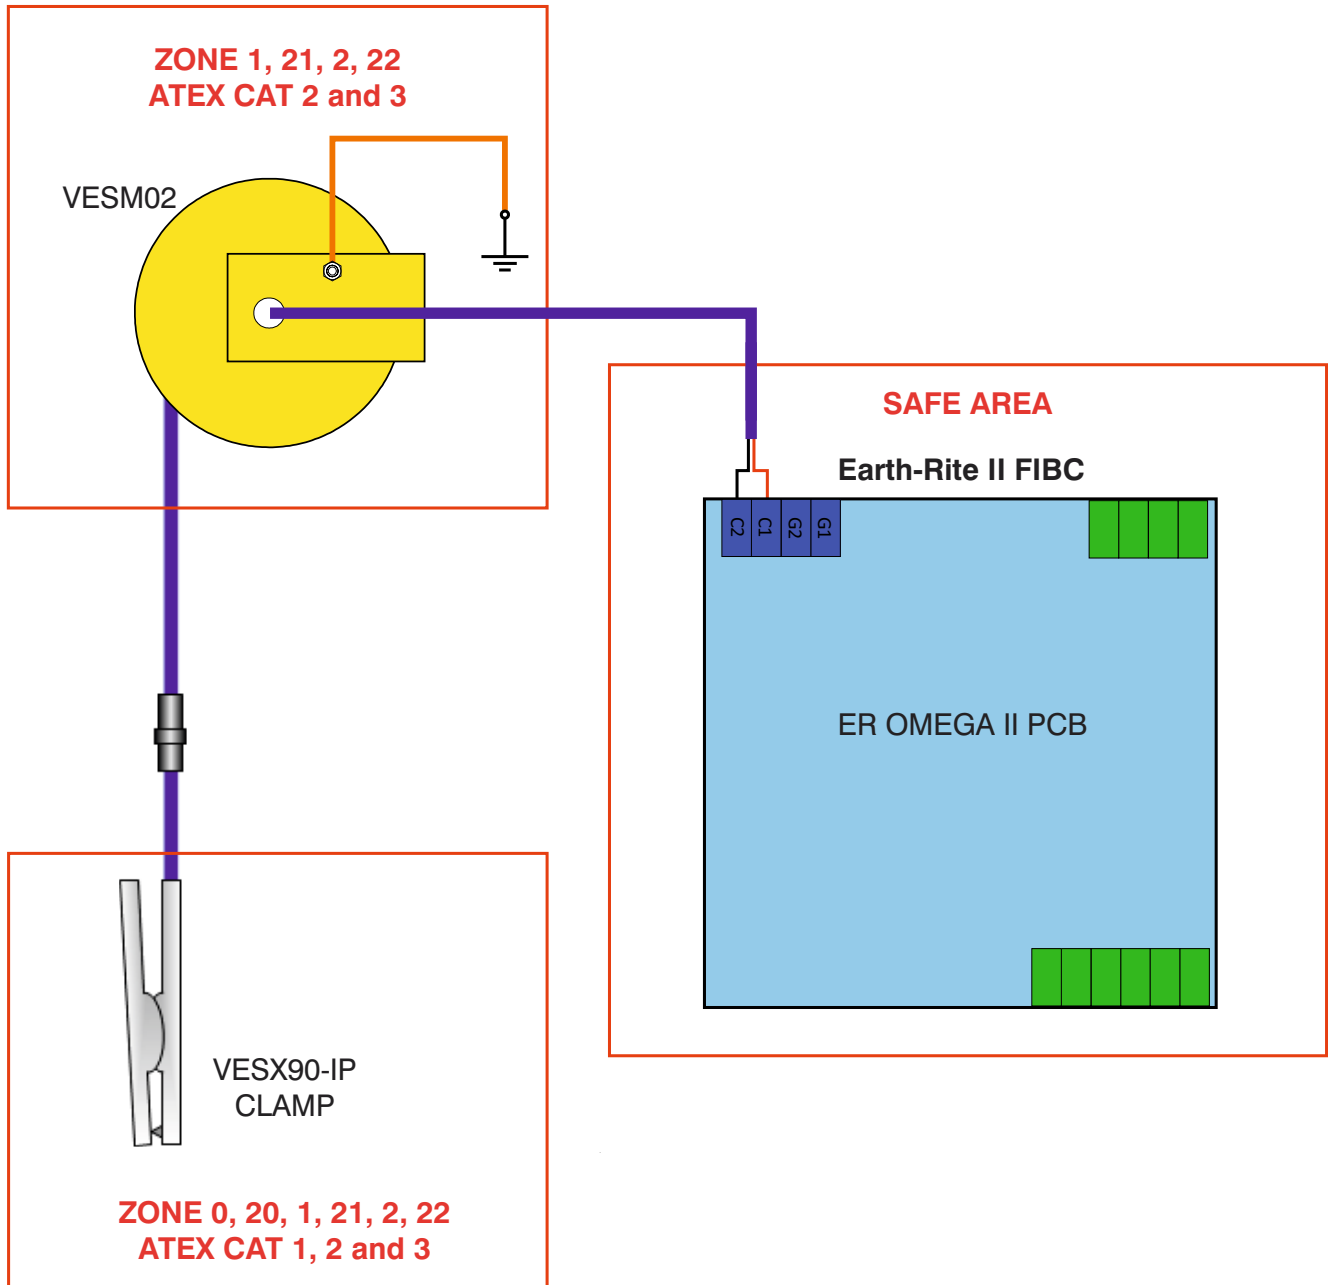 ZONE 1, 21, 2, 22
ATEX CAT 2 and 3
VESM02
SAFE AREA
Earth-Rite II FIBC
C2
C1
G2
G1
ER OMEGA II PCB
VESX90-IP
CLAMP
ZONE 0, 20, 1, 21, 2, 22
ATEX CAT 1, 2 and 3